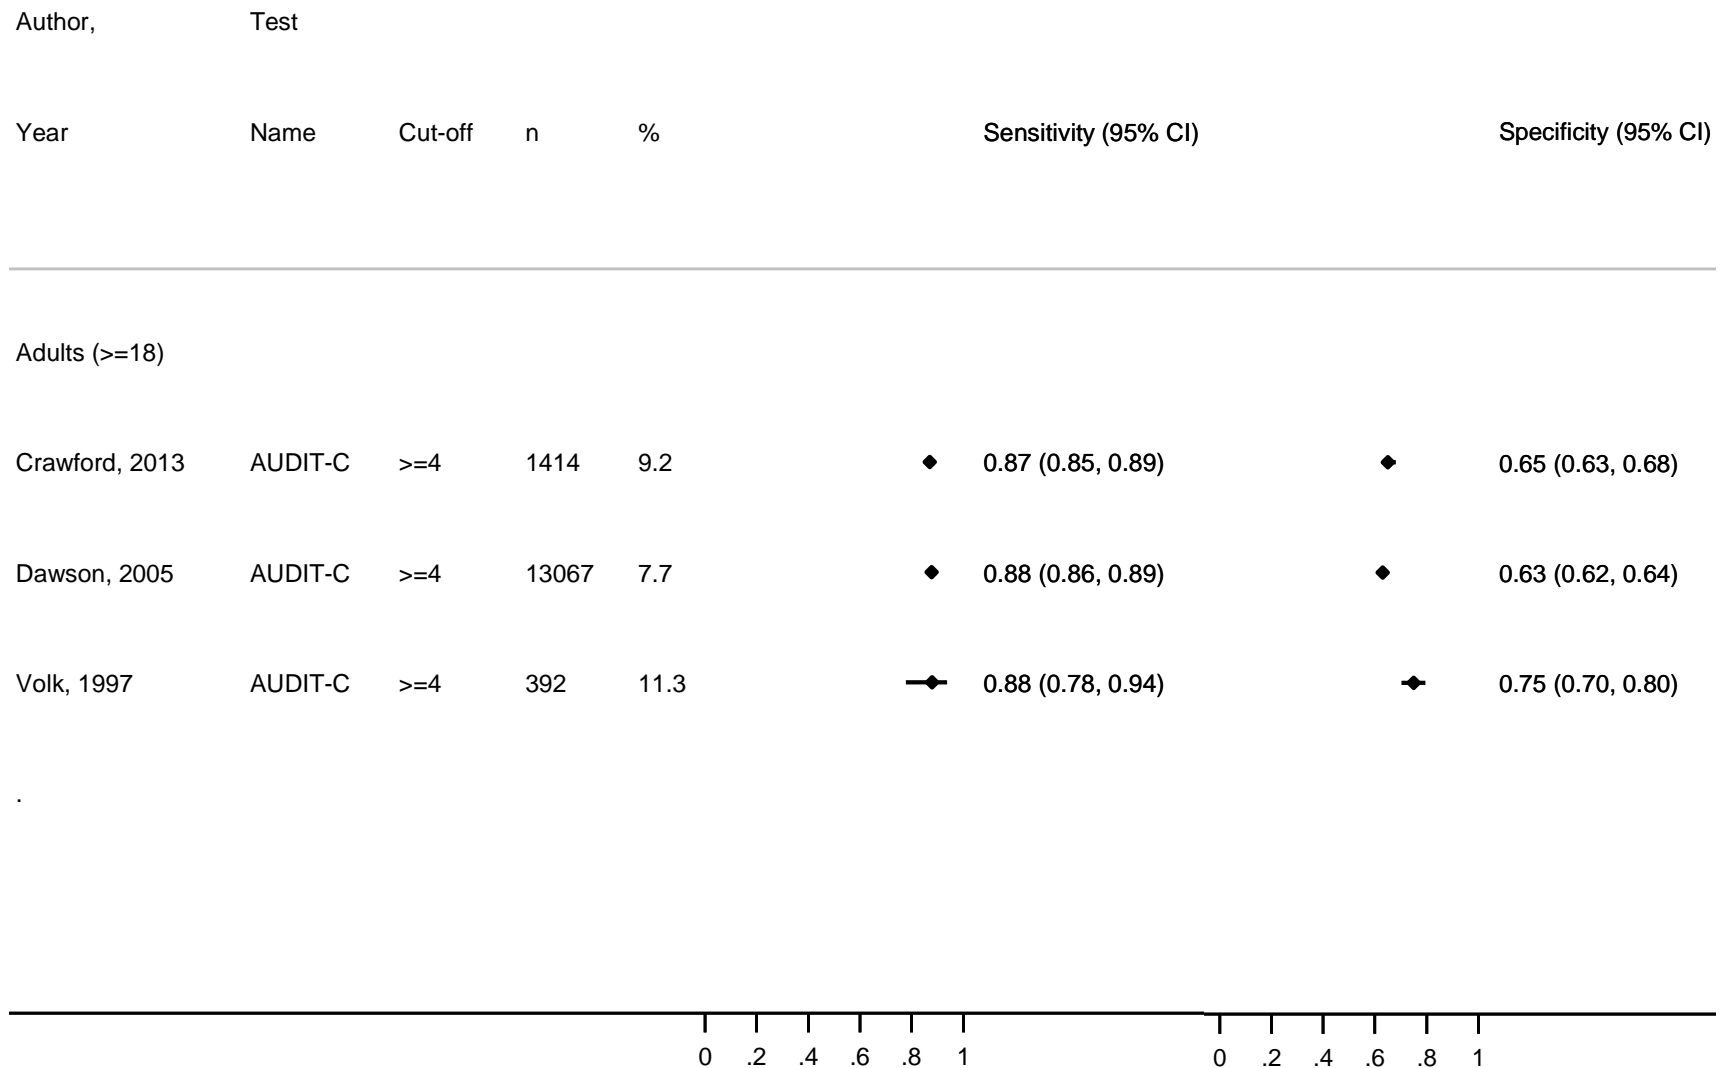 Author, Test
Year Name Cut-off n % Sensitivity (95% CI) Specificity (95% CI)
Adults (>=18)
Crawford, 2013 AUDIT-C >=4 1414 9.2 0.87 (0.85, 0.89) 0.65 (0.63, 0.68)
Dawson, 2005 AUDIT-C >=4 13067 7.7 0.88 (0.86, 0.89) 0.63 (0.62, 0.64)
Volk, 1997 AUDIT-C >=4 392 11.3 0.88 (0.78, 0.94) 0.75 (0.70, 0.80)
.
0 .2 .4 .6 .8 1 0 .2 .4 .6 .8 1